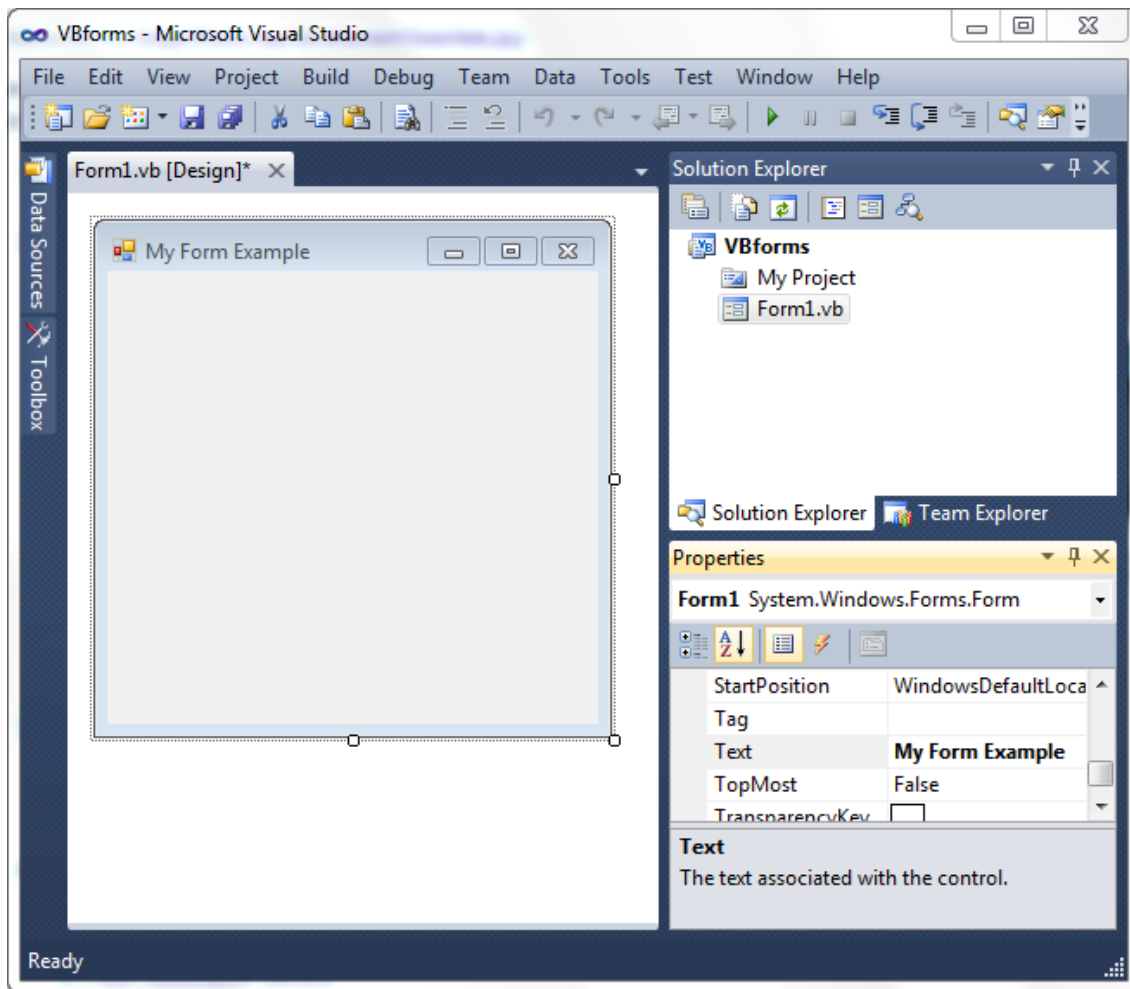 VBforms - Microsoft Visual Studio
File Edit View Project Build Debug Team Data Tools Test Window Help
Data Sources
Toolbox
Form1.vb [Design]*
My Form Example
Solution Explorer
VBforms
My Project
Form1.vb
Solution Explorer Team Explorer
Properties
Form1 System.Windows.Forms.Form
StartPosition WindowsDefaultLoca
Tag
Text My Form Example
TopMost False
TransparencyKey
Text
The text associated with the control.
Ready